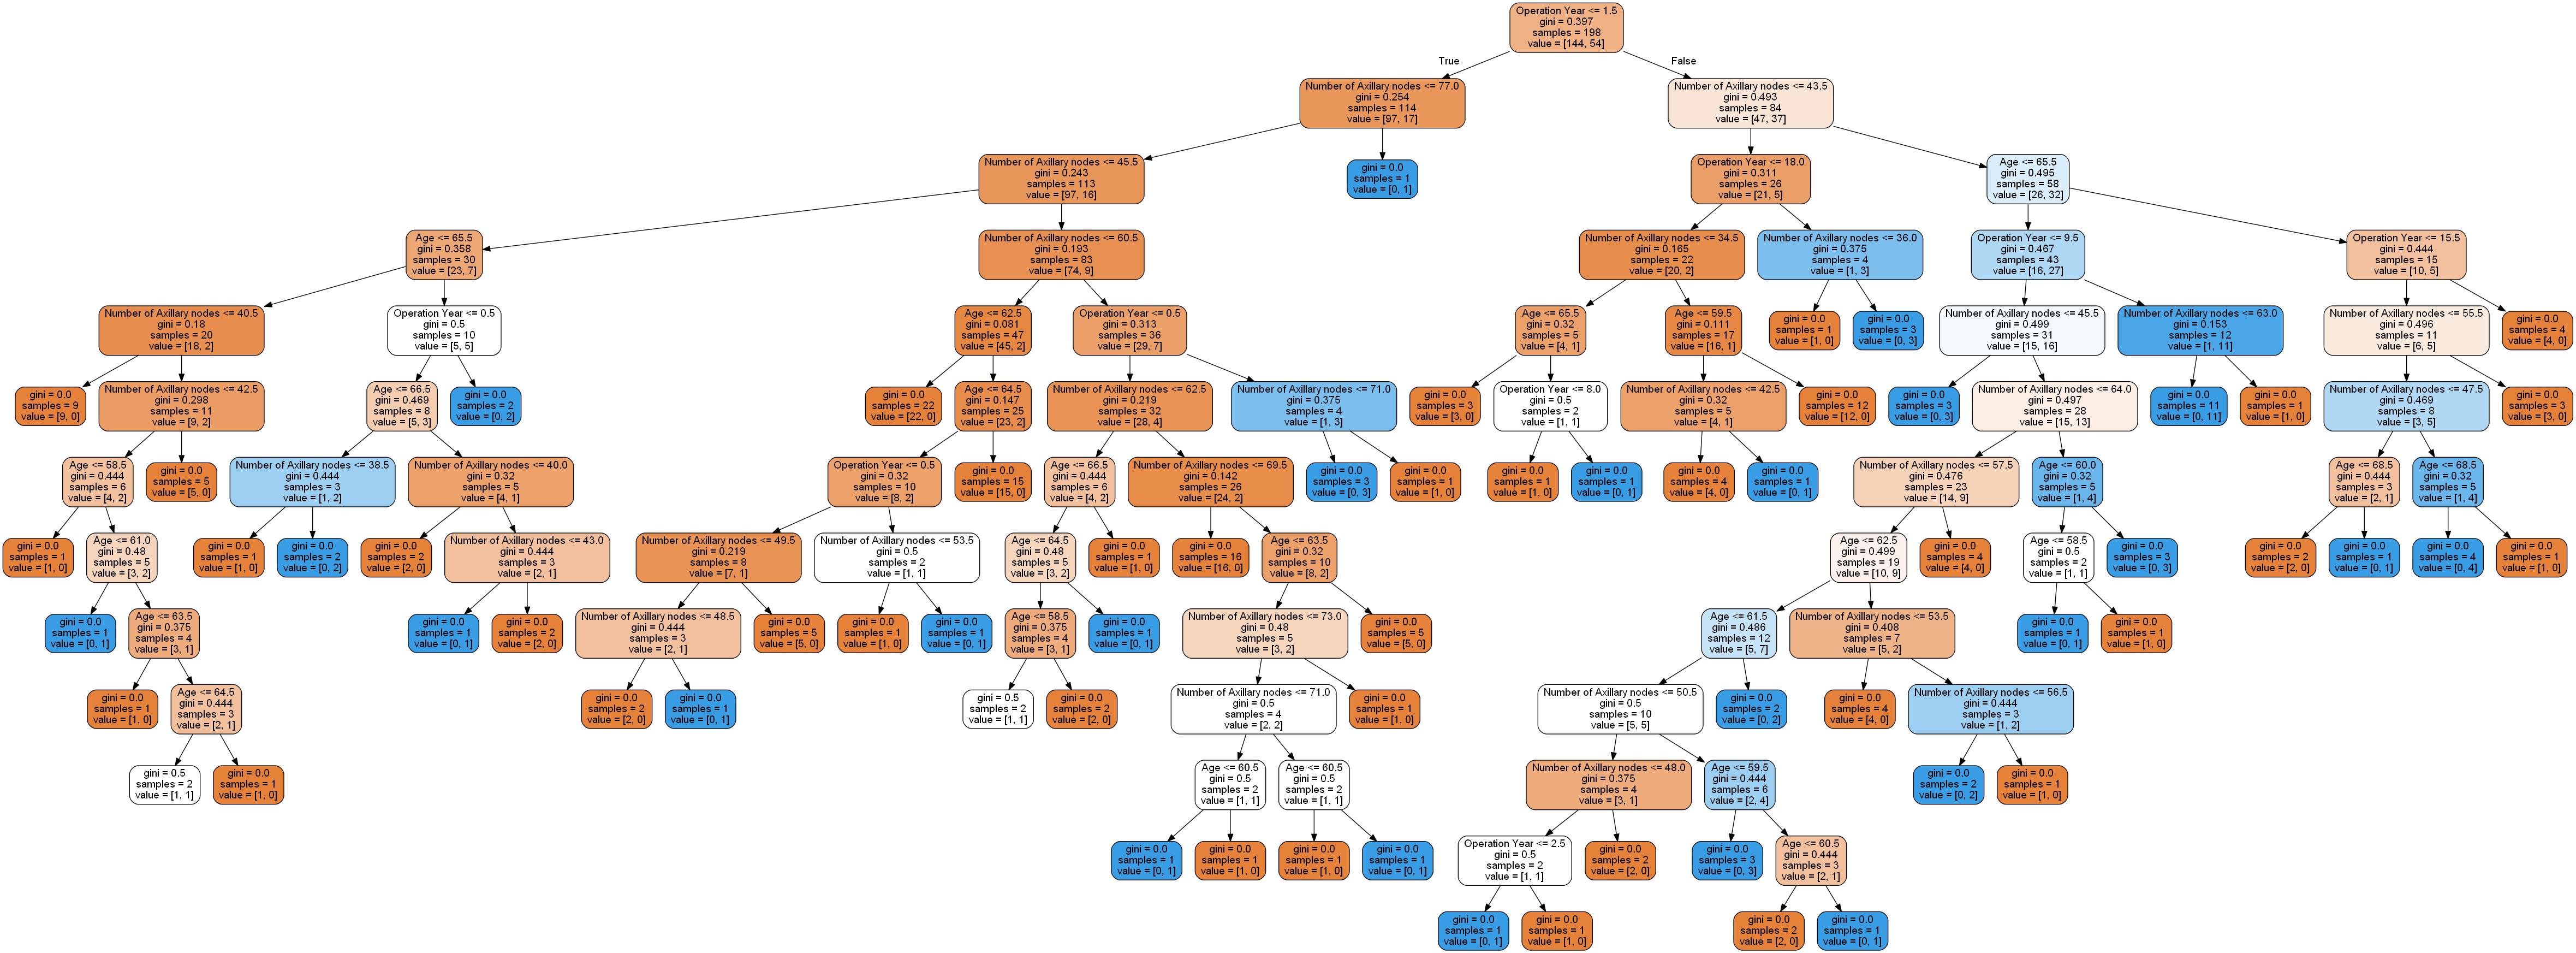 Operation Year <= 1.5
gini = 0.397
samples = 198
value = [144, 54]
True
False
Number of Axillary nodes <= 77.0
gini = 0.254
samples = 114
value = [97, 17]
Number of Axillary nodes <= 43.5
gini = 0.493
samples = 84
value = [47, 37]
Number of Axillary nodes <= 45.5
gini = 0.243
samples = 113
value = [97, 16]
gini = 0.0
samples = 1
value = [0, 1]
Operation Year <= 18.0
gini = 0.311
samples = 26
value = [21, 5]
Age <= 65.5
gini = 0.495
samples = 58
value = [26, 32]
Age <= 65.5
gini = 0.358
samples = 30
value = [23, 7]
Number of Axillary nodes <= 60.5
gini = 0.193
samples = 83
value = [74, 9]
Number of Axillary nodes <= 34.5
gini = 0.165
samples = 22
value = [20, 2]
Number of Axillary nodes <= 36.0
gini = 0.375
samples = 4
value = [1, 3]
Operation Year <= 9.5
gini = 0.467
samples = 43
value = [16, 27]
Operation Year <= 15.5
gini = 0.444
samples = 15
value = [10, 5]
Number of Axillary nodes <= 40.5
gini = 0.18
samples = 20
value = [18, 2]
Operation Year <= 0.5
gini = 0.5
samples = 10
value = [5, 5]
Age <= 62.5
gini = 0.081
samples = 47
value = [45, 2]
Operation Year <= 0.5
gini = 0.313
samples = 36
value = [29, 7]
Age <= 65.5
gini = 0.32
samples = 5
value = [4, 1]
Age <= 59.5
gini = 0.111
samples = 17
value = [16, 1]
gini = 0.0
samples = 1
value = [1, 0]
gini = 0.0
samples = 3
value = [0, 3]
Number of Axillary nodes <= 45.5
gini = 0.499
samples = 31
value = [15, 16]
Number of Axillary nodes <= 63.0
gini = 0.153
samples = 12
value = [1, 11]
Number of Axillary nodes <= 55.5
gini = 0.496
samples = 11
value = [6, 5]
gini = 0.0
samples = 4
value = [4, 0]
gini = 0.0
samples = 9
value = [9, 0]
Number of Axillary nodes <= 42.5
gini = 0.298
samples = 11
value = [9, 2]
Age <= 66.5
gini = 0.469
samples = 8
value = [5, 3]
gini = 0.0
samples = 2
value = [0, 2]
gini = 0.0
samples = 22
value = [22, 0]
Age <= 64.5
gini = 0.147
samples = 25
value = [23, 2]
Number of Axillary nodes <= 62.5
gini = 0.219
samples = 32
value = [28, 4]
Number of Axillary nodes <= 71.0
gini = 0.375
samples = 4
value = [1, 3]
gini = 0.0
samples = 3
value = [3, 0]
Operation Year <= 8.0
gini = 0.5
samples = 2
value = [1, 1]
Number of Axillary nodes <= 42.5
gini = 0.32
samples = 5
value = [4, 1]
gini = 0.0
samples = 12
value = [12, 0]
gini = 0.0
samples = 3
value = [0, 3]
Number of Axillary nodes <= 64.0
gini = 0.497
samples = 28
value = [15, 13]
gini = 0.0
samples = 11
value = [0, 11]
gini = 0.0
samples = 1
value = [1, 0]
Number of Axillary nodes <= 47.5
gini = 0.469
samples = 8
value = [3, 5]
gini = 0.0
samples = 3
value = [3, 0]
Age <= 58.5
gini = 0.444
samples = 6
value = [4, 2]
gini = 0.0
samples = 5
value = [5, 0]
Number of Axillary nodes <= 38.5
gini = 0.444
samples = 3
value = [1, 2]
Number of Axillary nodes <= 40.0
gini = 0.32
samples = 5
value = [4, 1]
Operation Year <= 0.5
gini = 0.32
samples = 10
value = [8, 2]
gini = 0.0
samples = 15
value = [15, 0]
Age <= 66.5
gini = 0.444
samples = 6
value = [4, 2]
Number of Axillary nodes <= 69.5
gini = 0.142
samples = 26
value = [24, 2]
gini = 0.0
samples = 3
value = [0, 3]
gini = 0.0
samples = 1
value = [1, 0]
gini = 0.0
samples = 1
value = [1, 0]
gini = 0.0
samples = 1
value = [0, 1]
gini = 0.0
samples = 4
value = [4, 0]
gini = 0.0
samples = 1
value = [0, 1]
Number of Axillary nodes <= 57.5
gini = 0.476
samples = 23
value = [14, 9]
Age <= 60.0
gini = 0.32
samples = 5
value = [1, 4]
Age <= 68.5
gini = 0.444
samples = 3
value = [2, 1]
Age <= 68.5
gini = 0.32
samples = 5
value = [1, 4]
gini = 0.0
samples = 1
value = [1, 0]
Age <= 61.0
gini = 0.48
samples = 5
value = [3, 2]
gini = 0.0
samples = 1
value = [1, 0]
gini = 0.0
samples = 2
value = [0, 2]
gini = 0.0
samples = 2
value = [2, 0]
Number of Axillary nodes <= 43.0
gini = 0.444
samples = 3
value = [2, 1]
Number of Axillary nodes <= 49.5
gini = 0.219
samples = 8
value = [7, 1]
Number of Axillary nodes <= 53.5
gini = 0.5
samples = 2
value = [1, 1]
Age <= 64.5
gini = 0.48
samples = 5
value = [3, 2]
gini = 0.0
samples = 1
value = [1, 0]
gini = 0.0
samples = 16
value = [16, 0]
Age <= 63.5
gini = 0.32
samples = 10
value = [8, 2]
Age <= 62.5
gini = 0.499
samples = 19
value = [10, 9]
gini = 0.0
samples = 4
value = [4, 0]
Age <= 58.5
gini = 0.5
samples = 2
value = [1, 1]
gini = 0.0
samples = 3
value = [0, 3]
gini = 0.0
samples = 2
value = [2, 0]
gini = 0.0
samples = 1
value = [0, 1]
gini = 0.0
samples = 4
value = [0, 4]
gini = 0.0
samples = 1
value = [1, 0]
gini = 0.0
samples = 1
value = [0, 1]
Age <= 63.5
gini = 0.375
samples = 4
value = [3, 1]
gini = 0.0
samples = 1
value = [0, 1]
gini = 0.0
samples = 2
value = [2, 0]
Number of Axillary nodes <= 48.5
gini = 0.444
samples = 3
value = [2, 1]
gini = 0.0
samples = 5
value = [5, 0]
gini = 0.0
samples = 1
value = [1, 0]
gini = 0.0
samples = 1
value = [0, 1]
Age <= 58.5
gini = 0.375
samples = 4
value = [3, 1]
gini = 0.0
samples = 1
value = [0, 1]
Number of Axillary nodes <= 73.0
gini = 0.48
samples = 5
value = [3, 2]
gini = 0.0
samples = 5
value = [5, 0]
Age <= 61.5
gini = 0.486
samples = 12
value = [5, 7]
Number of Axillary nodes <= 53.5
gini = 0.408
samples = 7
value = [5, 2]
gini = 0.0
samples = 1
value = [0, 1]
gini = 0.0
samples = 1
value = [1, 0]
gini = 0.0
samples = 1
value = [1, 0]
Age <= 64.5
gini = 0.444
samples = 3
value = [2, 1]
gini = 0.0
samples = 2
value = [2, 0]
gini = 0.0
samples = 1
value = [0, 1]
gini = 0.5
samples = 2
value = [1, 1]
gini = 0.0
samples = 2
value = [2, 0]
Number of Axillary nodes <= 71.0
gini = 0.5
samples = 4
value = [2, 2]
gini = 0.0
samples = 1
value = [1, 0]
Number of Axillary nodes <= 50.5
gini = 0.5
samples = 10
value = [5, 5]
gini = 0.0
samples = 2
value = [0, 2]
gini = 0.0
samples = 4
value = [4, 0]
Number of Axillary nodes <= 56.5
gini = 0.444
samples = 3
value = [1, 2]
gini = 0.5
samples = 2
value = [1, 1]
gini = 0.0
samples = 1
value = [1, 0]
Age <= 60.5
gini = 0.5
samples = 2
value = [1, 1]
Age <= 60.5
gini = 0.5
samples = 2
value = [1, 1]
Number of Axillary nodes <= 48.0
gini = 0.375
samples = 4
value = [3, 1]
Age <= 59.5
gini = 0.444
samples = 6
value = [2, 4]
gini = 0.0
samples = 2
value = [0, 2]
gini = 0.0
samples = 1
value = [1, 0]
gini = 0.0
samples = 1
value = [0, 1]
gini = 0.0
samples = 1
value = [1, 0]
gini = 0.0
samples = 1
value = [1, 0]
gini = 0.0
samples = 1
value = [0, 1]
Operation Year <= 2.5
gini = 0.5
samples = 2
value = [1, 1]
gini = 0.0
samples = 2
value = [2, 0]
gini = 0.0
samples = 3
value = [0, 3]
Age <= 60.5
gini = 0.444
samples = 3
value = [2, 1]
gini = 0.0
samples = 1
value = [0, 1]
gini = 0.0
samples = 1
value = [1, 0]
gini = 0.0
samples = 2
value = [2, 0]
gini = 0.0
samples = 1
value = [0, 1]